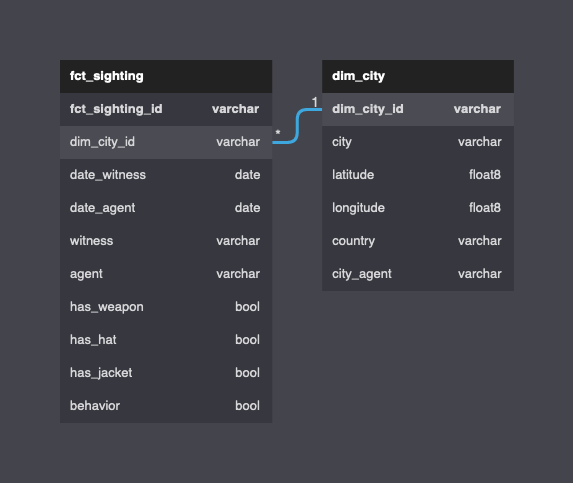 fct_sighting
fct_sighting_id varchar
dim_city_id varchar
date_witness date
date_agent date
witness varchar
agent varchar
has_weapon bool
has_hat bool
has_jacket bool
behavior bool
* 1
dim_city
dim_city_id varchar
city varchar
latitude float8
longitude float8
country varchar
city_agent varchar